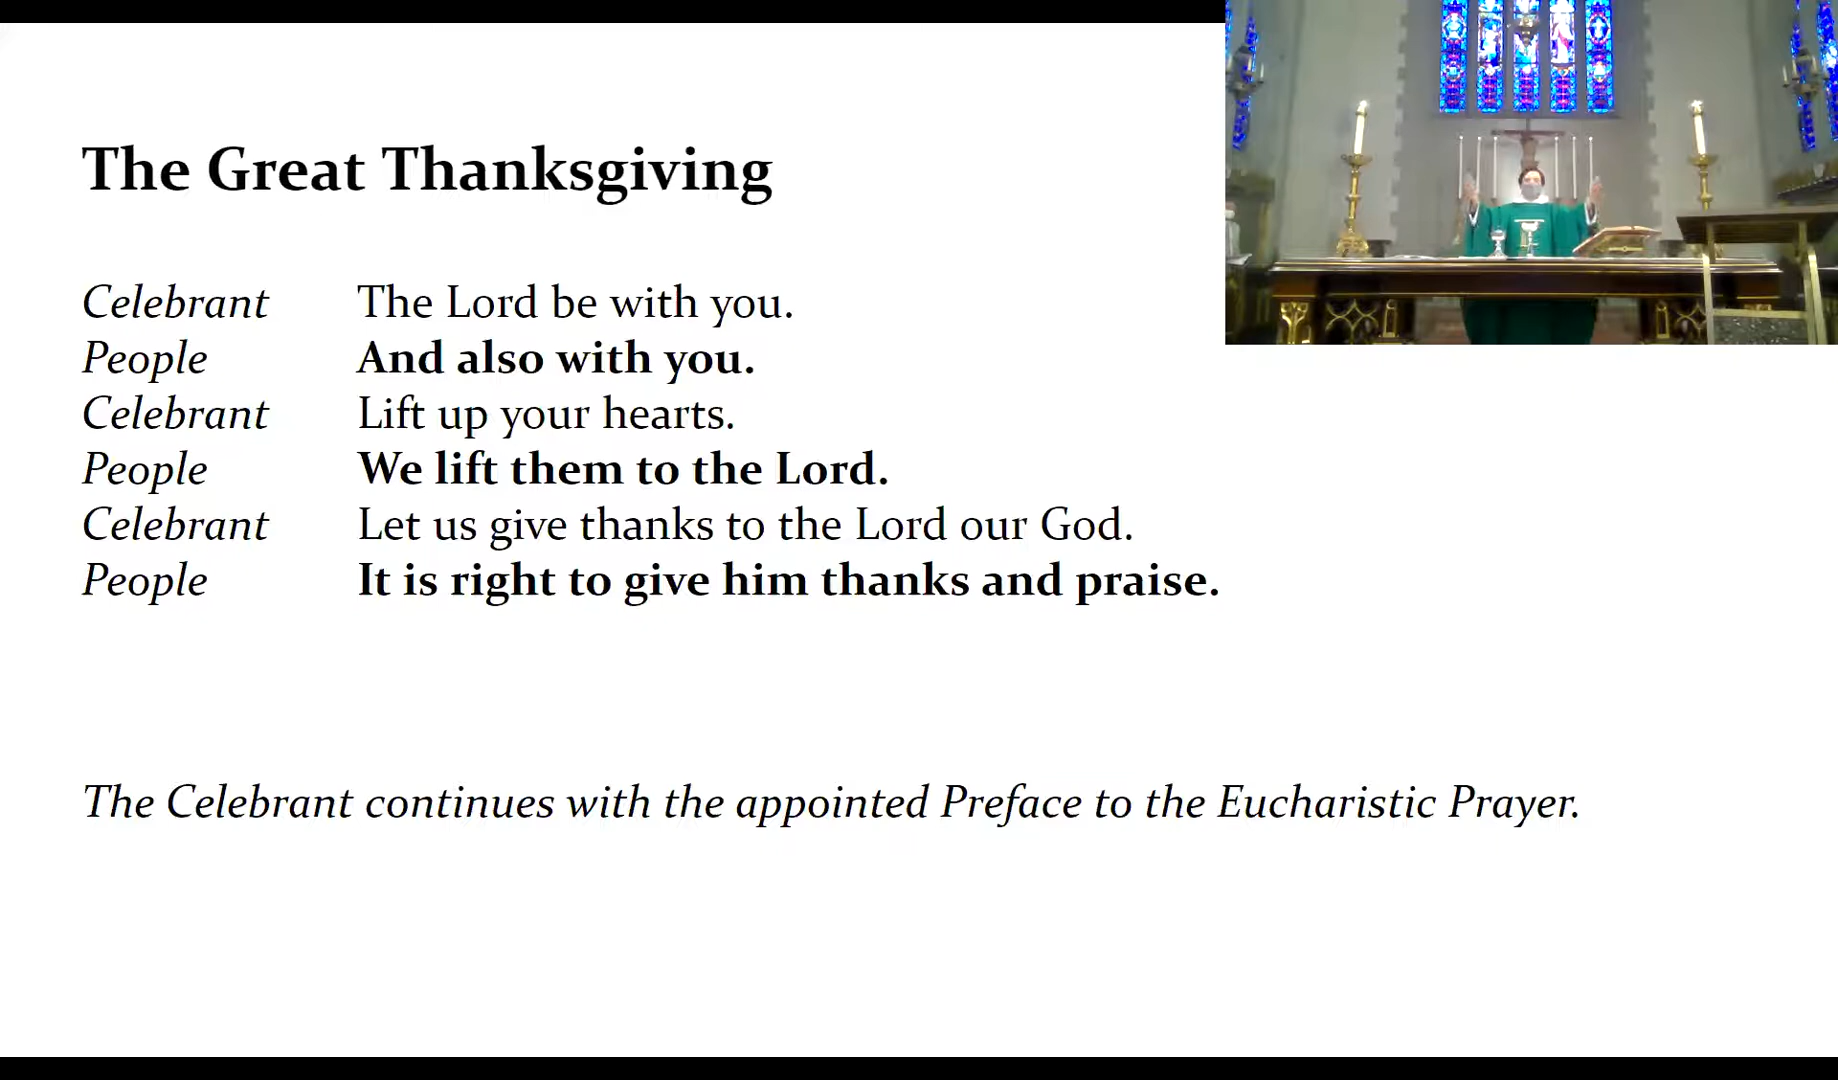 The Great Thanksgiving
Celebrant The Lord be with you.
People And also with you.
Celebrant Lift up your hearts.
People We lift them to the Lord.
Celebrant Let us give thanks to the Lord our God.
People It is right to give him thanks and praise.
The Celebrant continues with the appointed Preface to the Eucharistic Prayer.